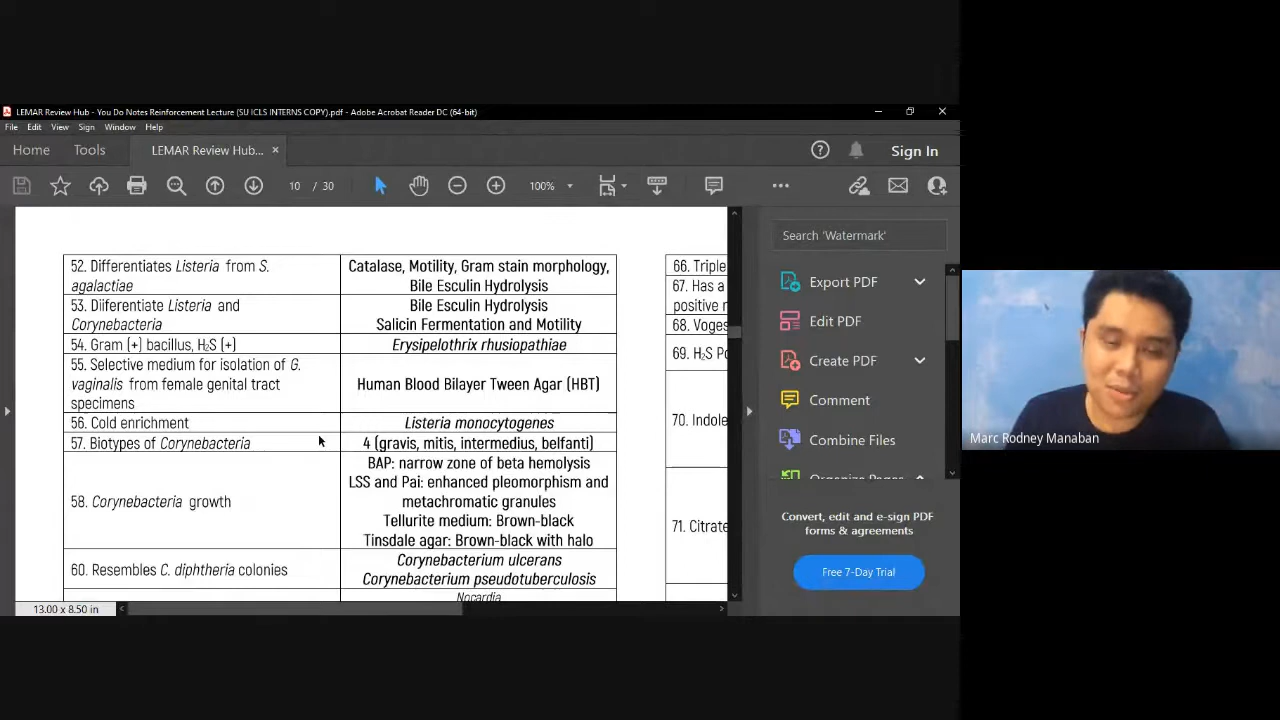 LEMAR Review Hub - You Do Notes Reinforcement Lecture (SU ICLS INTERNS COPY).pdf - Adobe Acrobat Reader DC (64-bit)
File Edit View Sign Window Help
Home Tools LEMAR Review Hub... × Sign In
10 / 30 100%
52. Differentiates Listeria from S. agalactiae
Catalase, Motility, Gram stain morphology,
Bile Esculin Hydrolysis
53. Differentiate Listeria and
Corynebacteria
Bile Esculin Hydrolysis
Salicin Fermentation and Motility
54. Gram (+) bacillus, H₂S (+)
Erysipelothrix rhusiopathiae
55. Selective medium for isolation of G.
vaginalis from female genital tract
specimens
Human Blood Bilayer Tween Agar (HBT)
56. Cold enrichment
Listeria monocytogenes
57. Biotypes of Corynebacteria
4 (gravis, mitis, intermedius, belfanti)
58. Corynebacteria growth
BAP: narrow zone of beta hemolysis
LSS and Pai: enhanced pleomorphism and
metachromatic granules
Tellurite medium: Brown-black
Tinsdale agar: Brown-black with halo
60. Resembles C. diphtheria colonies
Corynebacterium ulcerans
Corynebacterium pseudotuberculosis
Nocardia
66. Triple
67. Has a
positive
68. Voges
69. H₂S Po
70. Indole
71. Citrate
13.00 x 8.50 in
Search 'Watermark'
Export PDF
Edit PDF
Create PDF
Comment
Combine Files
Organize Pages
Convert, edit and e-sign PDF
forms & agreements
Free 7-Day Trial
Marc Rodney Manaban